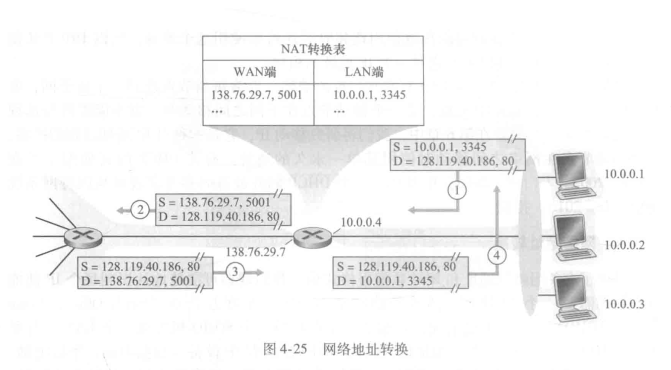 NAT转换表
WAN端 LAN端
138.76.29.7, 5001 10.0.0.1, 3345
… …
S = 10.0.0.1, 3345
D = 128.119.40.186, 80
①
10.0.0.1
S = 138.76.29.7, 5001
D = 128.119.40.186, 80
②
10.0.0.4
10.0.0.2
138.76.29.7
④
S = 128.119.40.186, 80
D = 138.76.29.7, 5001
③
S = 128.119.40.186, 80
D = 10.0.0.1, 3345
10.0.0.3
图 4-25 网络地址转换